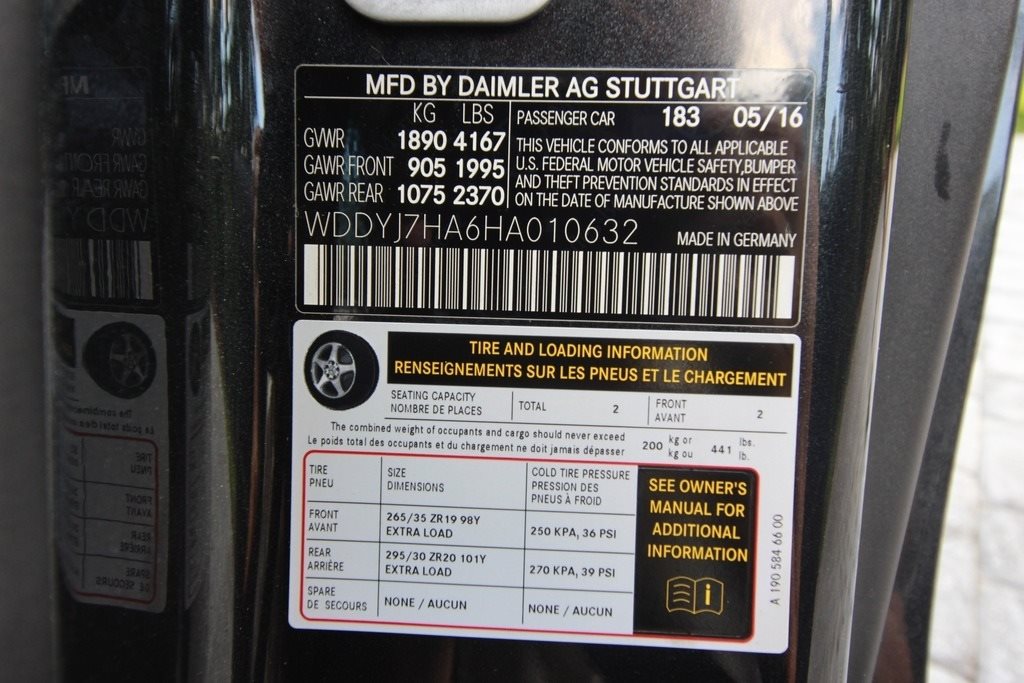 MFD BY DAIMLER AG STUTTGART
KG LBS
GVWR 1890 4167
GAWR FRONT 905 1995
GAWR REAR 1075 2370
PASSENGER CAR 183 05/16
THIS VEHICLE CONFORMS TO ALL APPLICABLE
U.S. FEDERAL MOTOR VEHICLE SAFETY, BUMPER
AND THEFT PREVENTION STANDARDS IN EFFECT
ON THE DATE OF MANUFACTURE SHOWN ABOVE
WDDYJ7HA6HA010632
MADE IN GERMANY
TIRE AND LOADING INFORMATION
RENSEIGNEMENTS SUR LES PNEUS ET LE CHARGEMENT
SEATING CAPACITY
NOMBRE DE PLACES
TOTAL 2
FRONT
AVANT
2
The combined weight of occupants and cargo should never exceed
Le poids total des occupants et du chargement ne doit jamais dépasser
200 kg or
kg ou
441 lbs.
lb.
TIRE
PNEU
SIZE
DIMENSIONS
COLD TIRE PRESSURE
PRESSION DES
PNEUS À FROID
FRONT
AVANT
265/35 ZR19 98Y
EXTRA LOAD
250 KPA, 36 PSI
REAR
ARRIÈRE
295/30 ZR20 101Y
EXTRA LOAD
270 KPA, 39 PSI
SPARE
DE SECOURS
NONE / AUCUN
NONE / AUCUN
SEE OWNER'S
MANUAL FOR
ADDITIONAL
INFORMATION
i
A 190 584 66 00